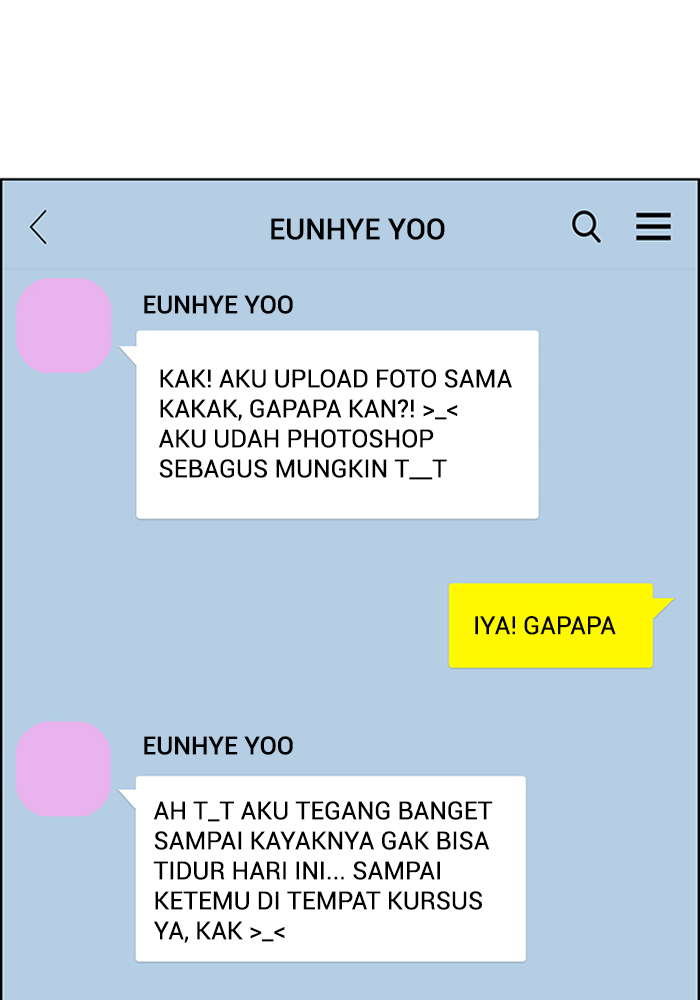 EUNHYE YOO
EUNHYE YOO
KAK! AKU UPLOAD FOTO SAMA
KAKAK, GAPAPA KAN?! >_<
AKU UDAH PHOTOSHOP
SEBAGUS MUNGKIN T__T
IYA! GAPAPA
EUNHYE YOO
AH T_T AKU TEGANG BANGET
SAMPAI KAYAKNYA GAK BISA
TIDUR HARI INI... SAMPAI
KETEMU DI TEMPAT KURSUS
YA, KAK >_<